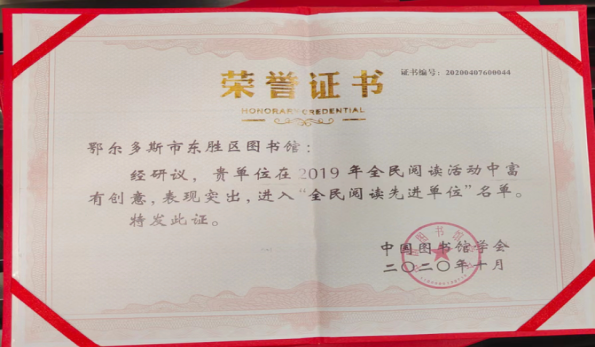 证书编号：20200407600044
荣誉证书
HONORARY CREDENTIAL
鄂尔多斯市东胜区图书馆：
经研议，贵单位在2019年全民阅读活动中富
有创意，表现突出，进入“全民阅读先进单位”名单。
特发此证。
中国图书馆学会
二〇二〇年十月